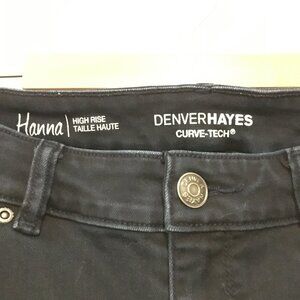 Hanna
HIGH RISE
TAILLE HAUTE
DENVERHAYES
CURVE-TECH®